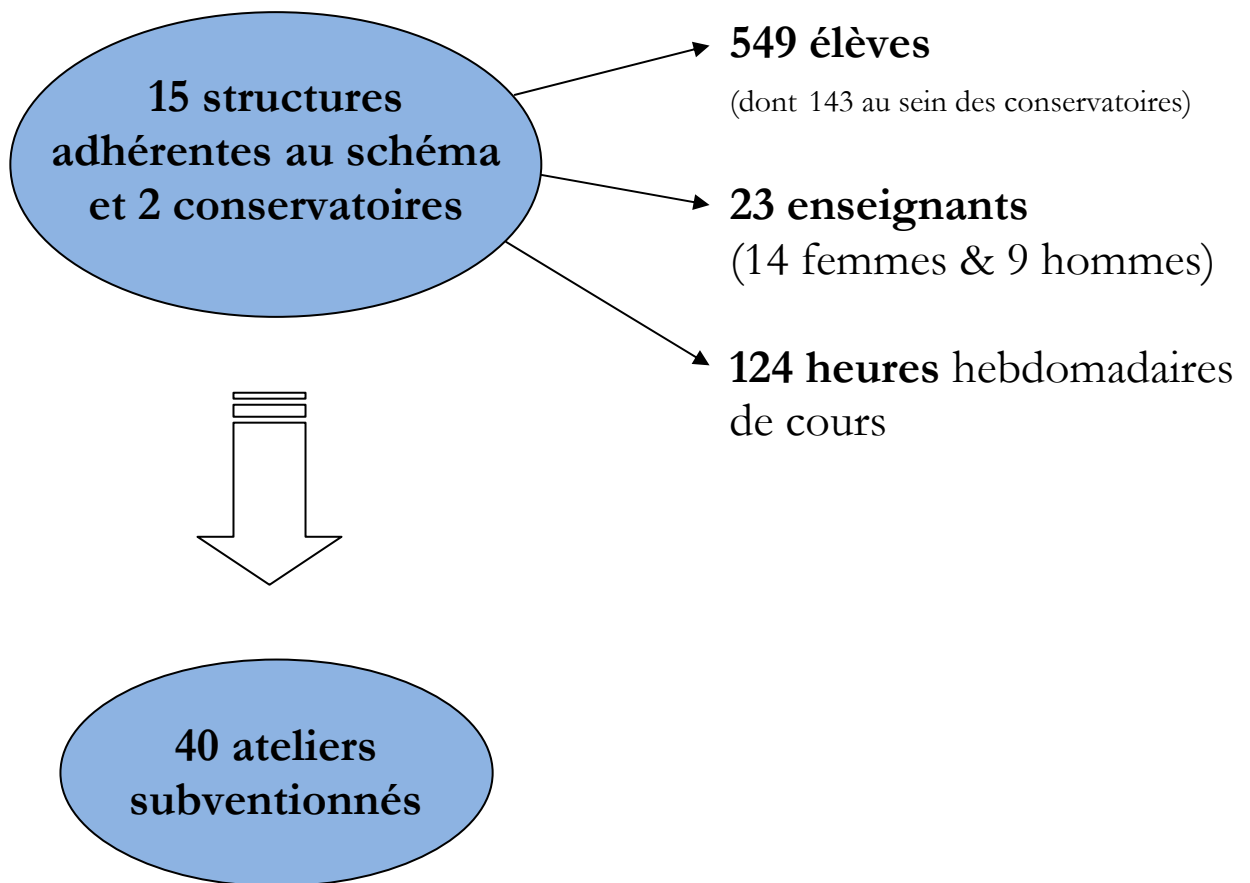 15 structures
adhérentes au schéma
et 2 conservatoires
549 élèves
(dont 143 au sein des conservatoires)
23 enseignants
(14 femmes & 9 hommes)
124 heures hebdomadaires
de cours
40 ateliers
subventionnés